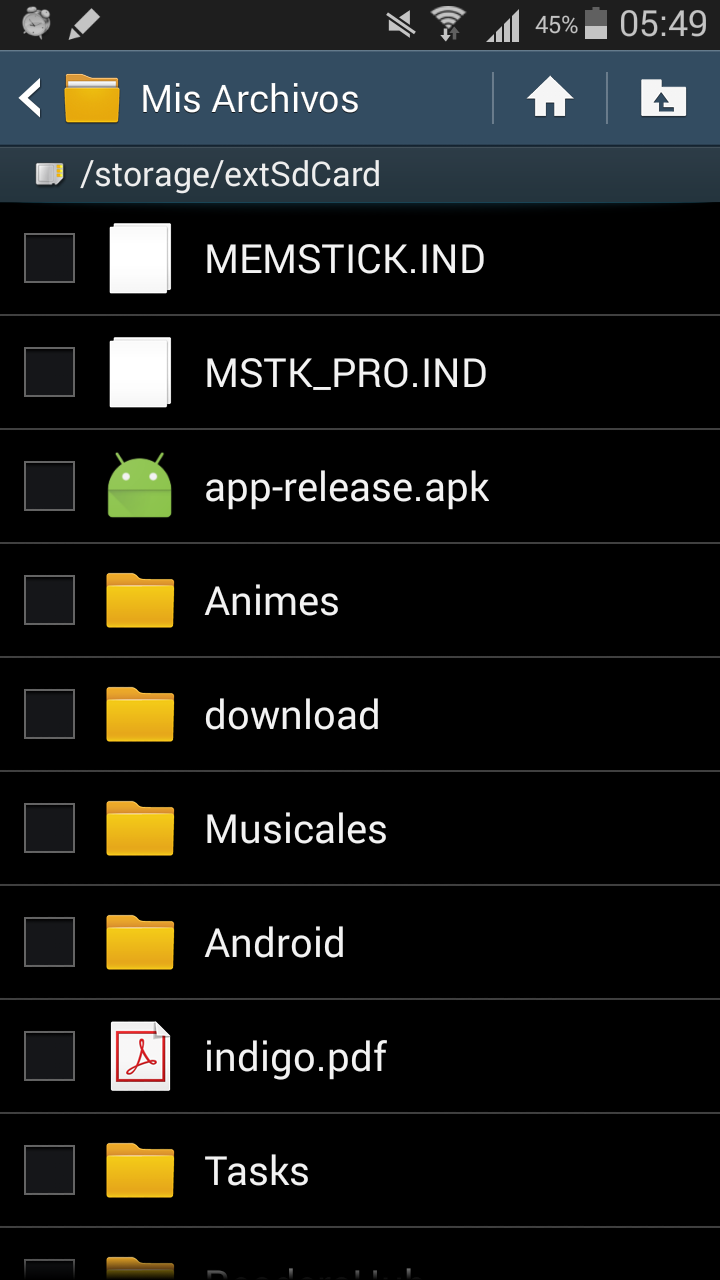 45% 05:49
Mis Archivos
/storage/extSdCard
MEMSTICK.IND
MSTK_PRO.IND
app-release.apk
Animes
download
Musicales
Android
indigo.pdf
Tasks